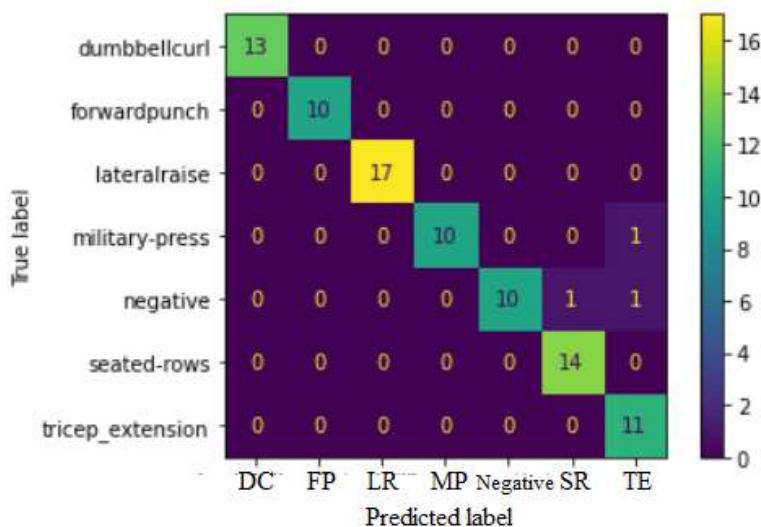 True label
dumbbellcurl 13 0 0 0 0 0 0
forwardpunch 0 10 0 0 0 0 0
lateralraise 0 0 17 0 0 0 0
military-press 0 0 0 10 0 0 1
negative 0 0 0 0 10 1 1
seated-rows 0 0 0 0 0 14 0
tricep_extension 0 0 0 0 0 0 11
DC FP LR MP Negative SR TE
Predicted label
16
14
12
10
8
6
4
2
0